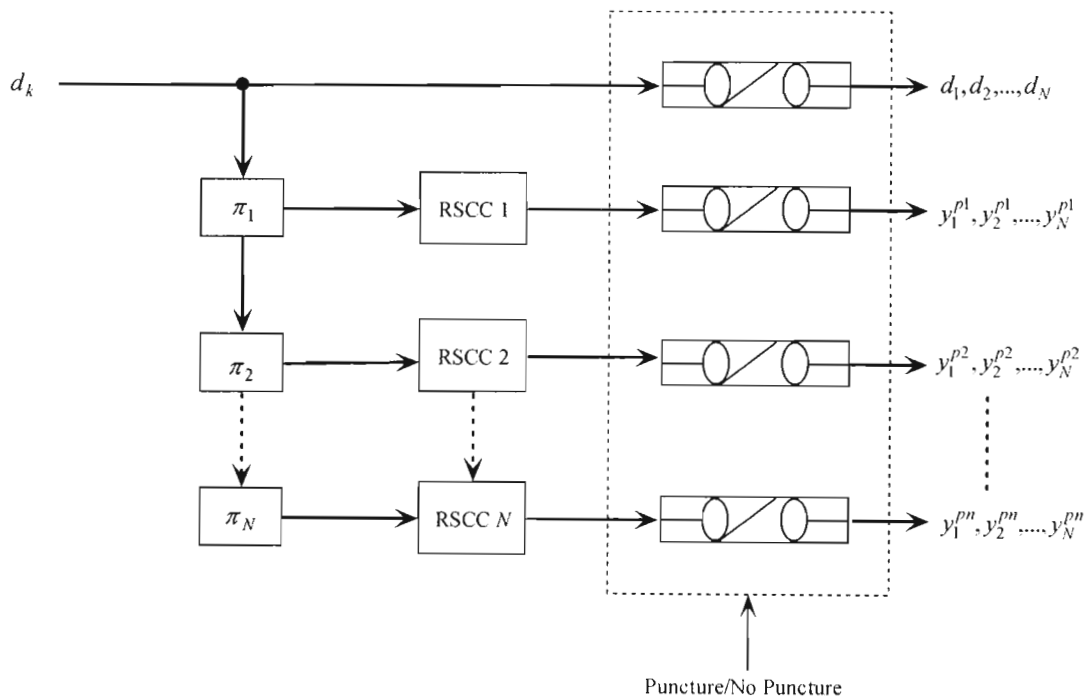 d_k
d_1, d_2, ..., d_N
π_1
RSCC 1
y_1^{p1}, y_2^{p1}, ..., y_N^{p1}
π_2
RSCC 2
y_1^{p2}, y_2^{p2}, ..., y_N^{p2}
π_N
RSCC N
y_1^{pn}, y_2^{pn}, ..., y_N^{pn}
Puncture/No Puncture